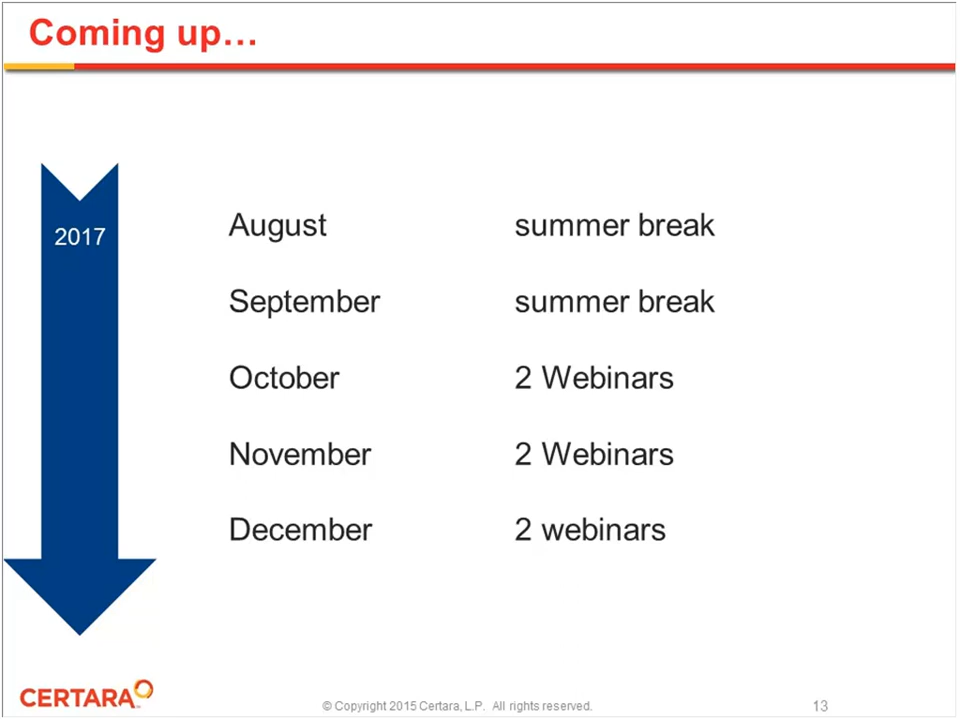 Coming up…
2017
August summer break
September summer break
October 2 Webinars
November 2 Webinars
December 2 webinars
CERTARA
© Copyright 2015 Certara, L.P. All rights reserved.
13